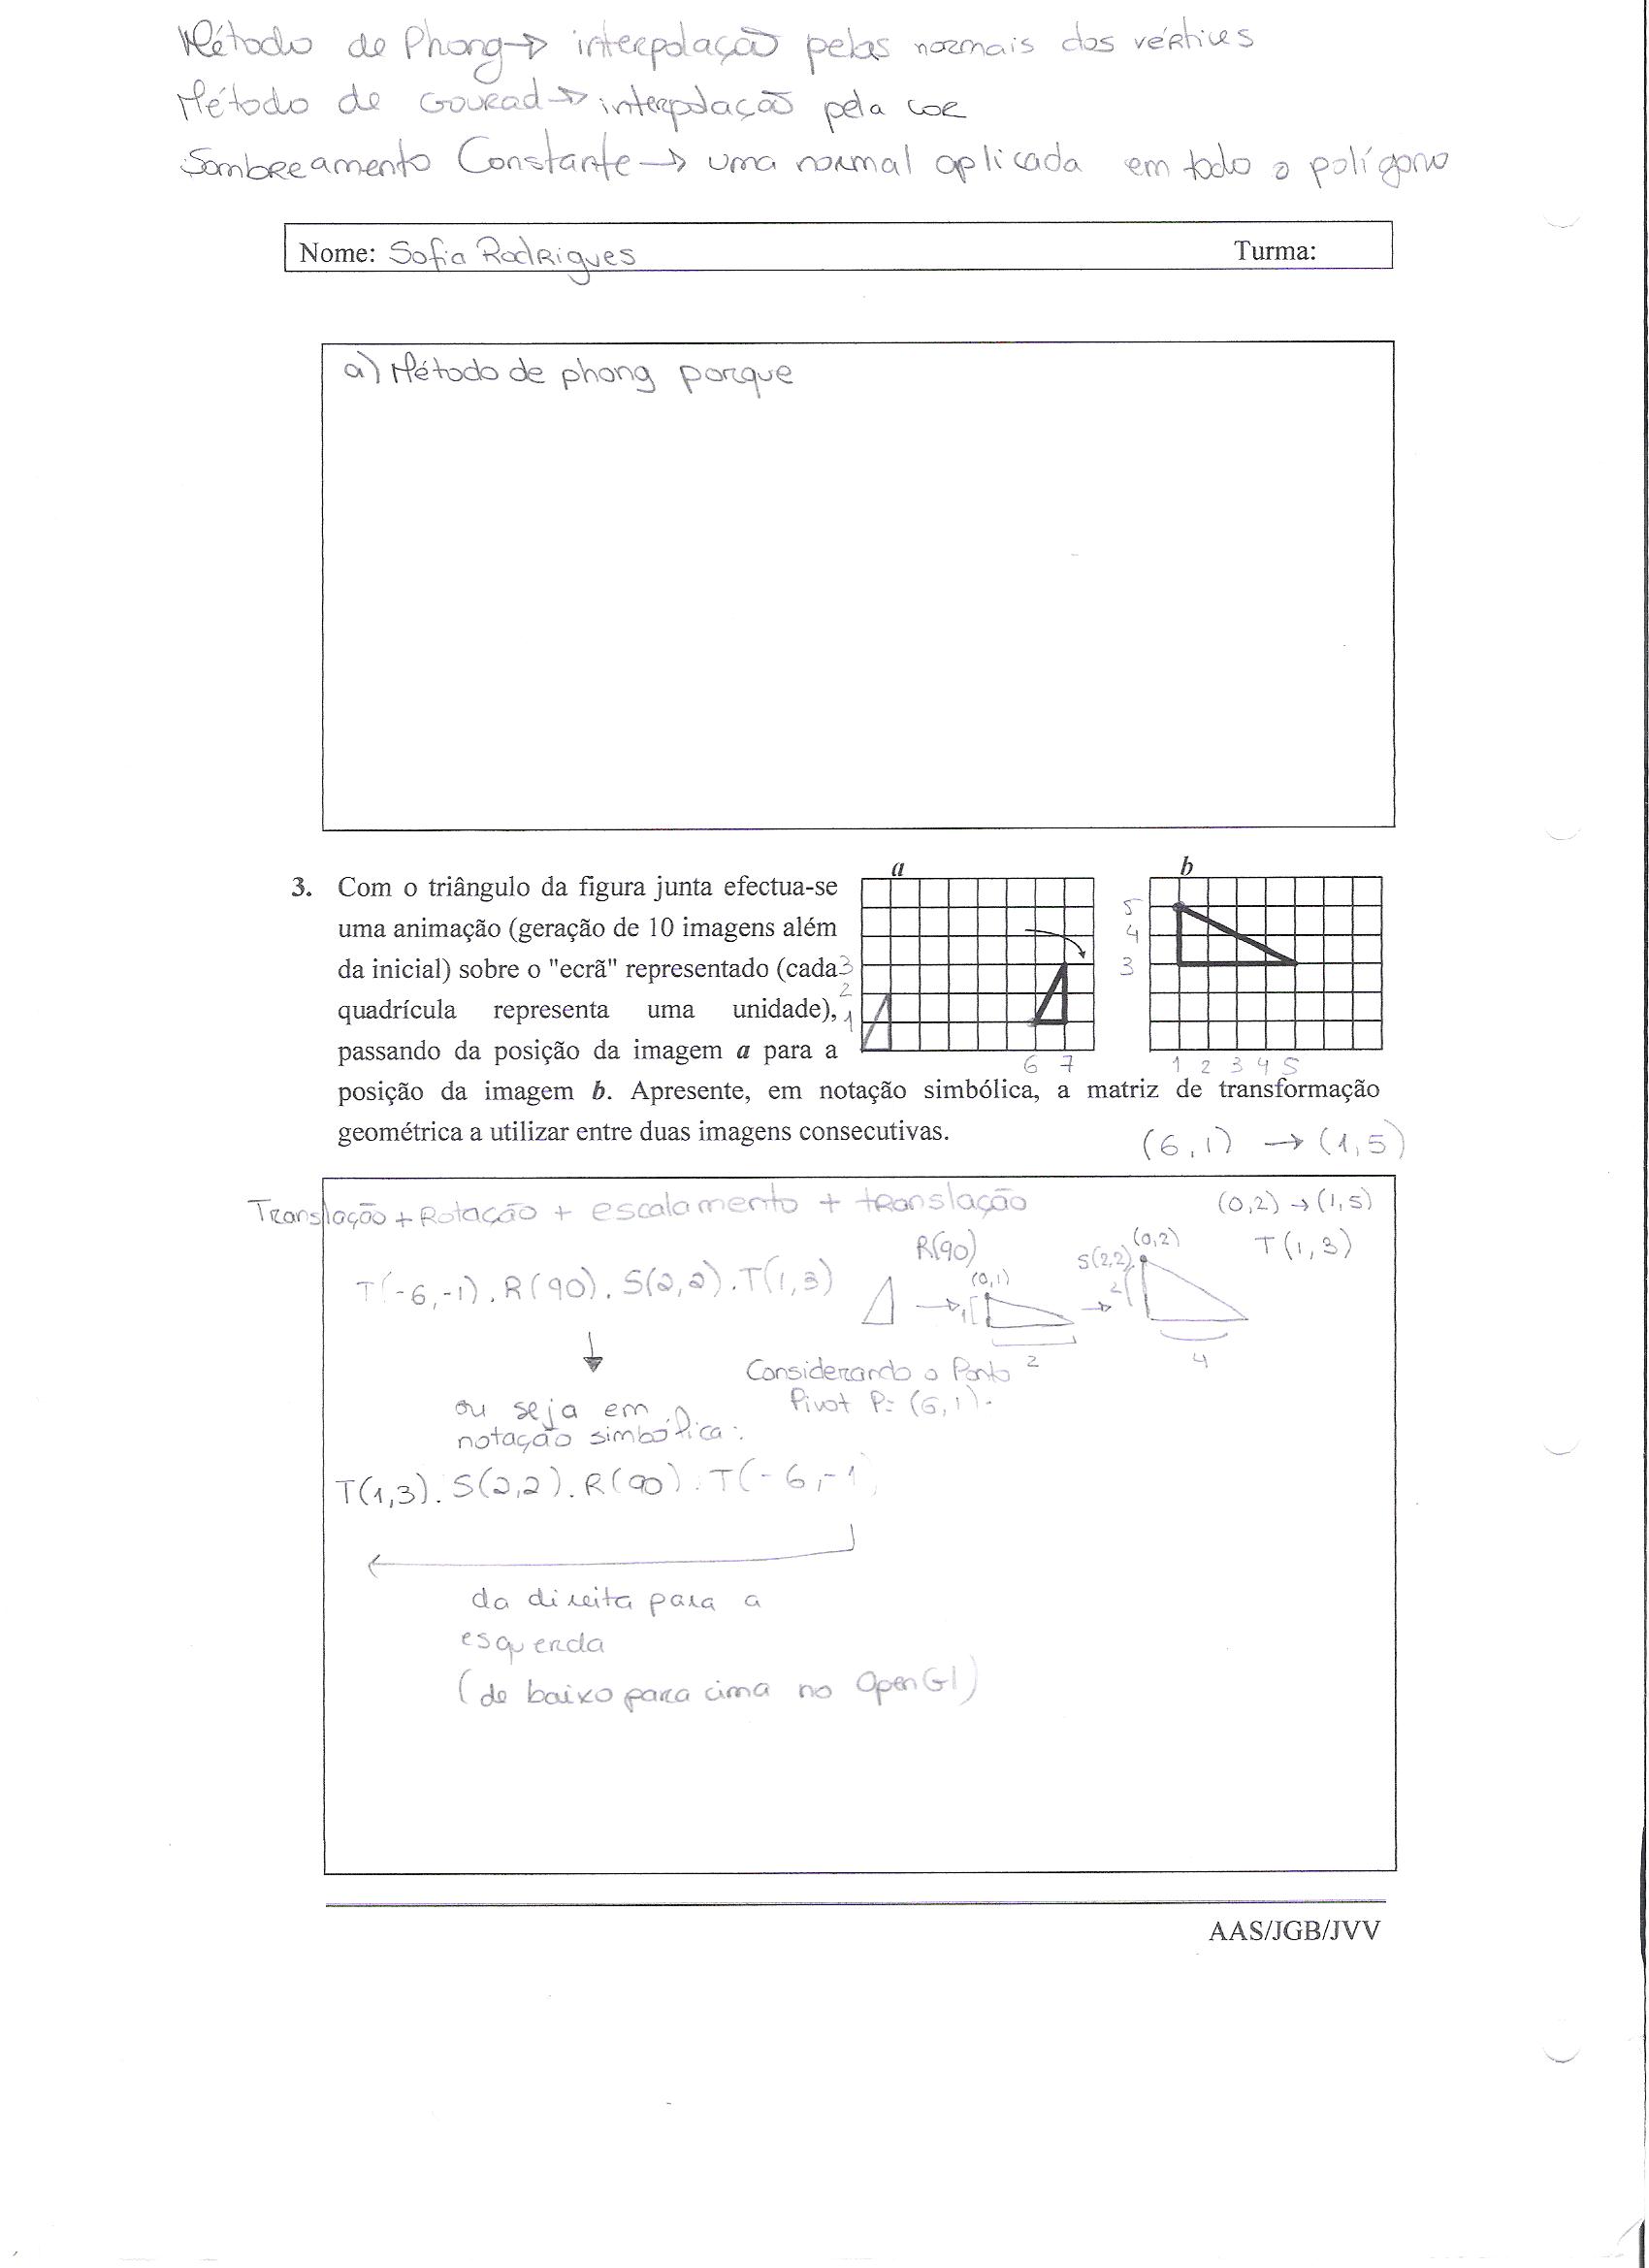 Método de Phong → interpolação pelas normais dos vértices
Método de Gourad → interpolação pela cor
Sombreamento Constante → uma normal aplicada em todo o polígono
Nome: Sofia Rodrigues Turma:
a) Método de phong porque
3. Com o triângulo da figura junta efectua-se
uma animação (geração de 10 imagens além
da inicial) sobre o "ecrã" representado (cada
quadrícula representa uma unidade),
passando da posição da imagem a para a
posição da imagem b. Apresente, em notação simbólica, a matriz de transformação
geométrica a utilizar entre duas imagens consecutivas.
a
3
2
1
6 7
b
5
4
3
1 2 3 4 5
(6,1) → (1,5)
Translação + Rotação + escalamento + translação
(0,2) → (1,5)
T(1,3)
T(-6,-1) . R(90) . S(2,2) . T(1,3)
R(90)
(0,1)
1
2
S(2,2)
(0,2)
2
4
Considerando o Ponto
Pivot P: (6,1).
ou seja em
notação simbólica:
T(1,3) . S(2,2) . R(90) . T(-6,-1)
da direita para a
esquerda
(de baixo para cima no OpenGl)
AAS/JGB/JVV